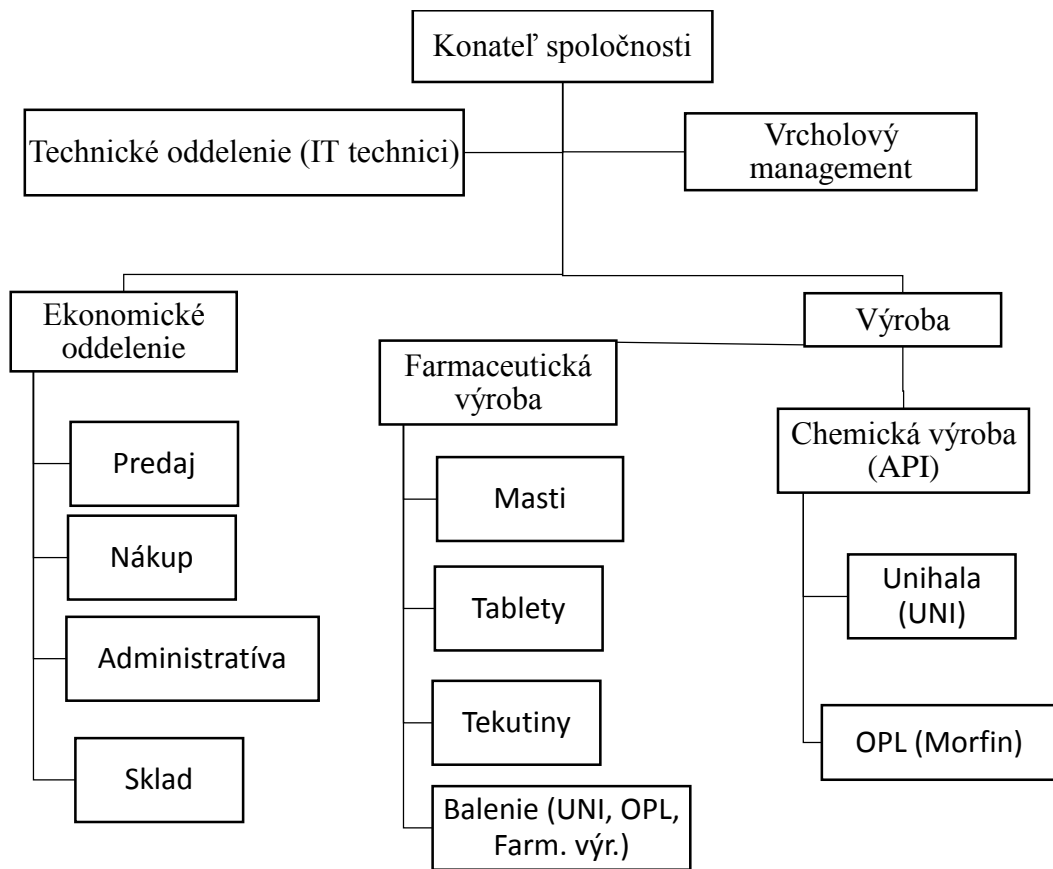 Konateľ spoločnosti
Technické oddelenie (IT technici)
Vrcholový
management
Ekonomické
oddelenie
Výroba
Farmaceutická
výroba
Chemická výroba
(API)
Predaj
Nákup
Administratíva
Sklad
Masti
Tablety
Tekutiny
Balenie (UNI, OPL,
Farm. výr.)
Unihala
(UNI)
OPL (Morfin)